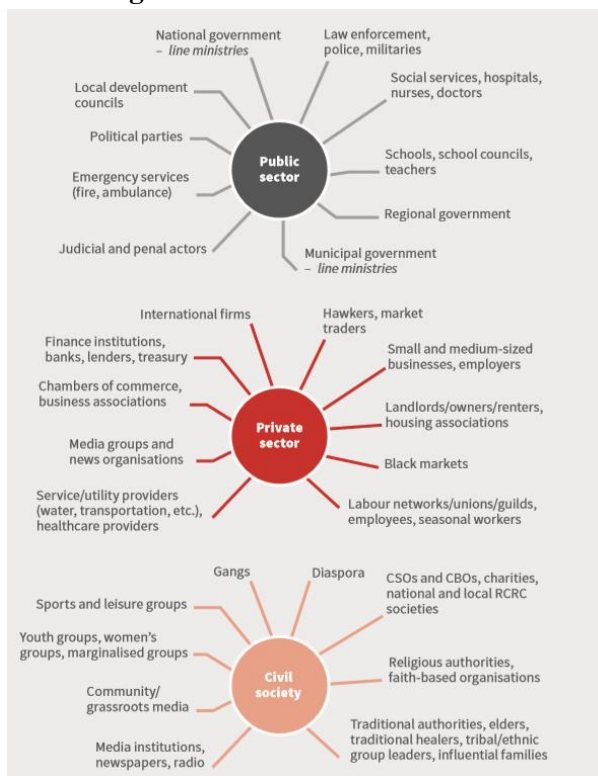 National government
– line ministries
Law enforcement,
police, militaries
Local development
councils
Social services, hospitals,
nurses, doctors
Political parties
Public
sector
Schools, school councils,
teachers
Emergency services
(fire, ambulance)
Regional government
Judicial and penal actors
Municipal government
– line ministries
International firms
Hawkers, market
traders
Finance institutions,
banks, lenders, treasury
Small and medium-sized
businesses, employers
Chambers of commerce,
business associations
Landlords/owners/renters,
housing associations
Private
sector
Media groups and
news organisations
Black markets
Service/utility providers
(water, transportation, etc.),
healthcare providers
Labour networks/unions/guilds,
employees, seasonal workers
Gangs
Diaspora
CSOs and CBOs, charities,
national and local RCRC
societies
Sports and leisure groups
Youth groups, women’s
groups, marginalised groups
Civil
society
Religious authorities,
faith-based organisations
Community/
grassroots media
Traditional authorities, elders,
traditional healers, tribal/ethnic
group leaders, influential families
Media institutions,
newspapers, radio